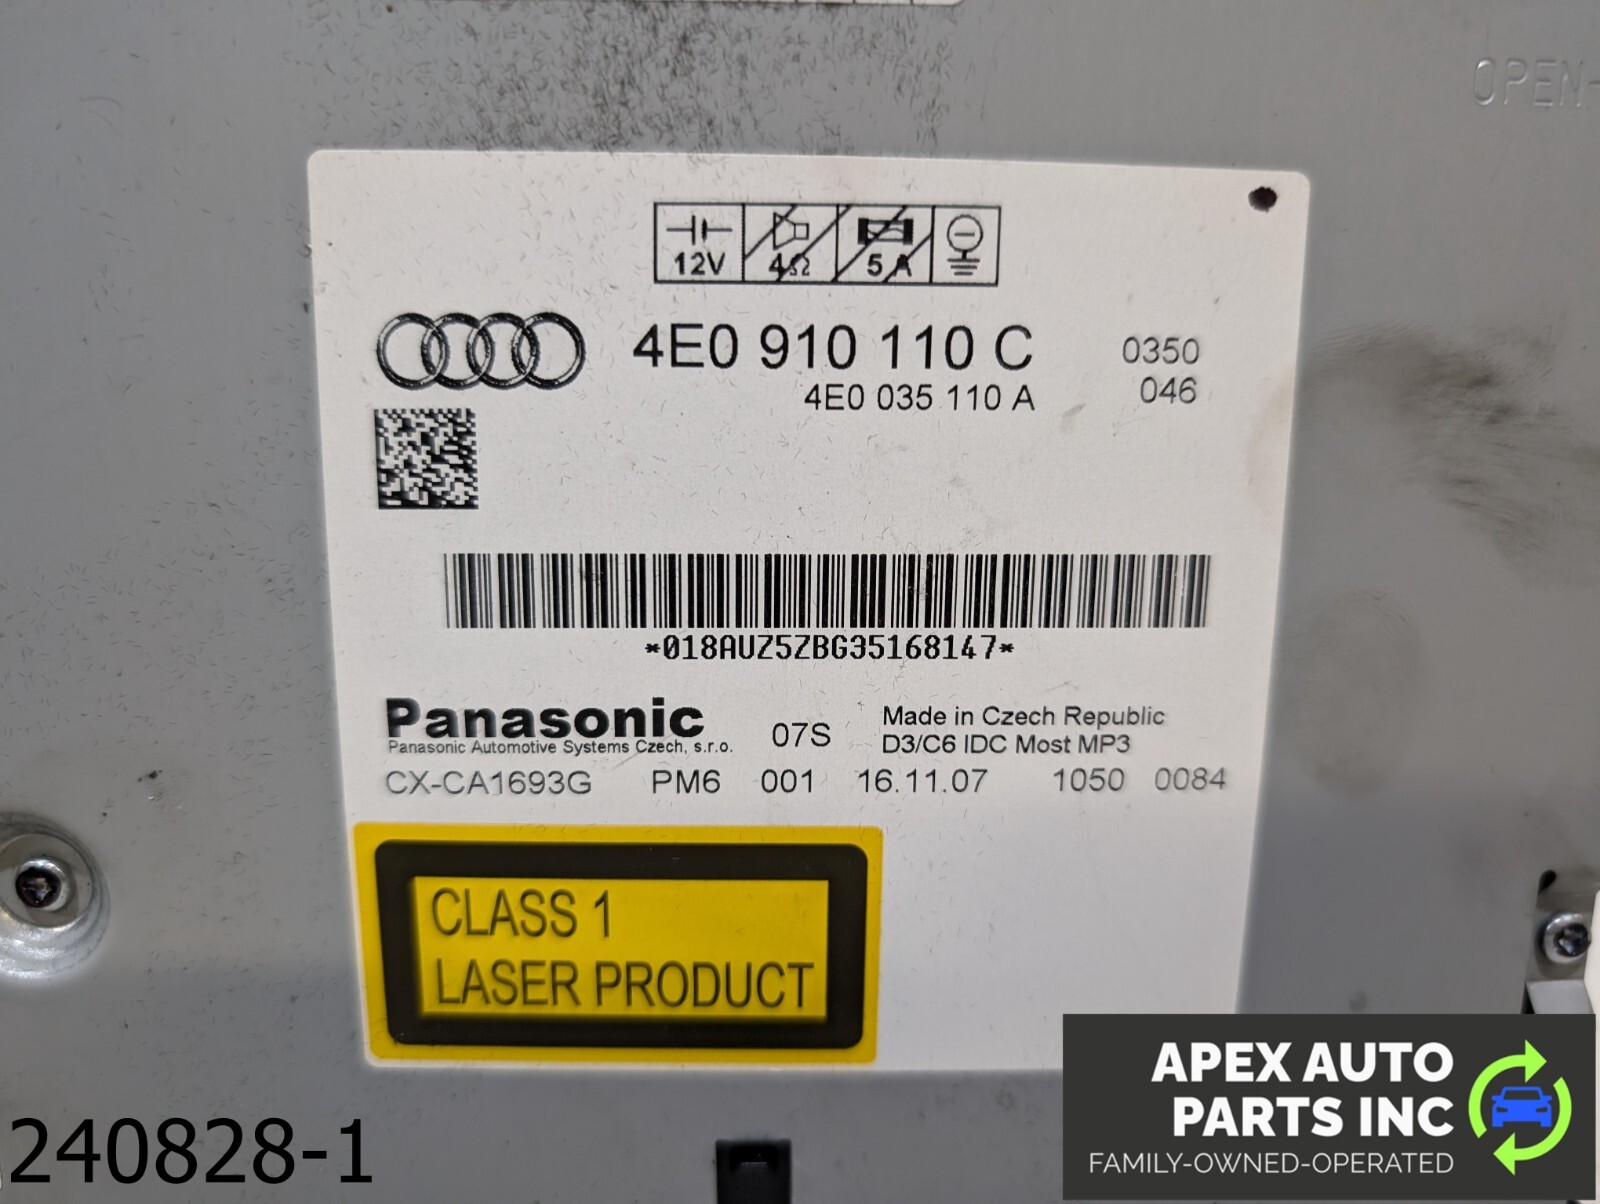 OPEN
12V 4Ω 5A
4E0 910 110 C 0350
4E0 035 110 A 046
*018AUZ5ZBG35168147*
Panasonic 07S Made in Czech Republic
Panasonic Automotive Systems Czech, s.r.o. D3/C6 IDC Most MP3
CX-CA1693G PM6 001 16.11.07 1050 0084
CLASS 1
LASER PRODUCT
APEX AUTO
PARTS INC
FAMILY-OWNED-OPERATED
240828-1